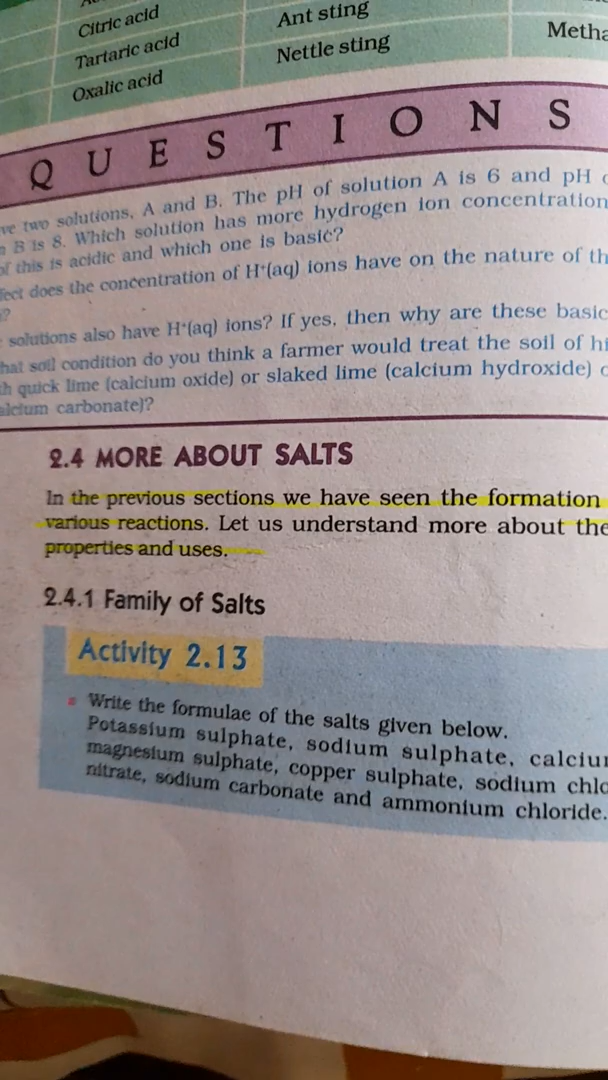 Citric acid
Ant sting
Tartaric acid
Nettle sting
Metha
Oxalic acid
QUESTIONS
ve two solutions, A and B. The pH of solution A is 6 and pH
B is 8. Which solution has more hydrogen ion concentration
of this is acidic and which one is basic?
fect does the concentration of H⁺(aq) ions have on the nature of th
?
solutions also have H⁺(aq) ions? If yes, then why are these basic
hat soil condition do you think a farmer would treat the soil of hi
th quick lime (calcium oxide) or slaked lime (calcium hydroxide)
alcium carbonate)?
2.4 MORE ABOUT SALTS
In the previous sections we have seen the formation
various reactions. Let us understand more about the
properties and uses.
2.4.1 Family of Salts
Activity 2.13
Write the formulae of the salts given below.
Potassium sulphate, sodium sulphate, calciu
magnesium sulphate, copper sulphate, sodium chlo
nitrate, sodium carbonate and ammonium chloride.